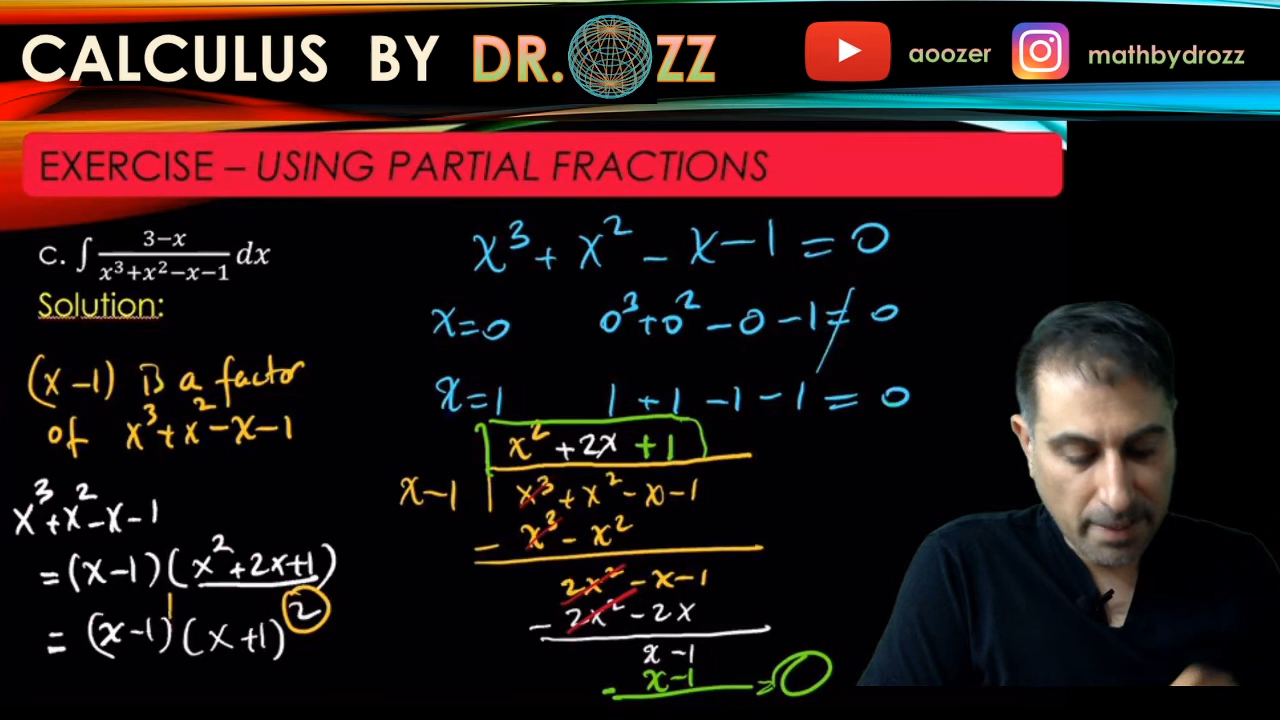 CALCULUS BY DR. ZZ
aoozer
mathbydrozz
EXERCISE – USING PARTIAL FRACTIONS
C. ∫ 3−x / x³+x²−x−1 dx
Solution:
(x−1) is a factor
of x³+x²−x−1
x³+x²−x−1
=(x−1)(x²+2x+1)
= (x−1)¹(x+1)²
x³+x²−x−1=0
x=0 0³+0²−0−1≠0
x=1 1+1−1−1=0
x²+2x+1
x−1 x³+x²−x−1
− x³−x²
2x²−x−1
− 2x²−2x
x−1
− x−1
0